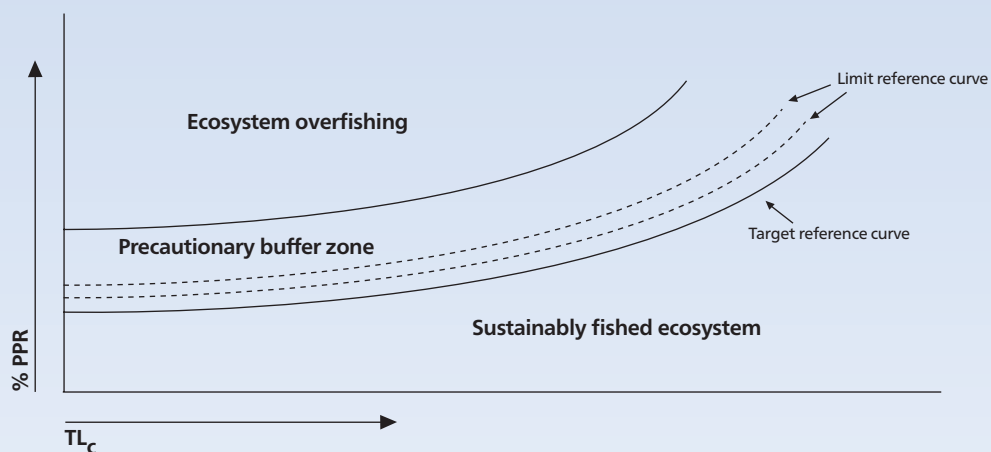 Limit reference curve
Ecosystem overfishing
Target reference curve
Precautionary buffer zone
Sustainably fished ecosystem
% PPR
TLc